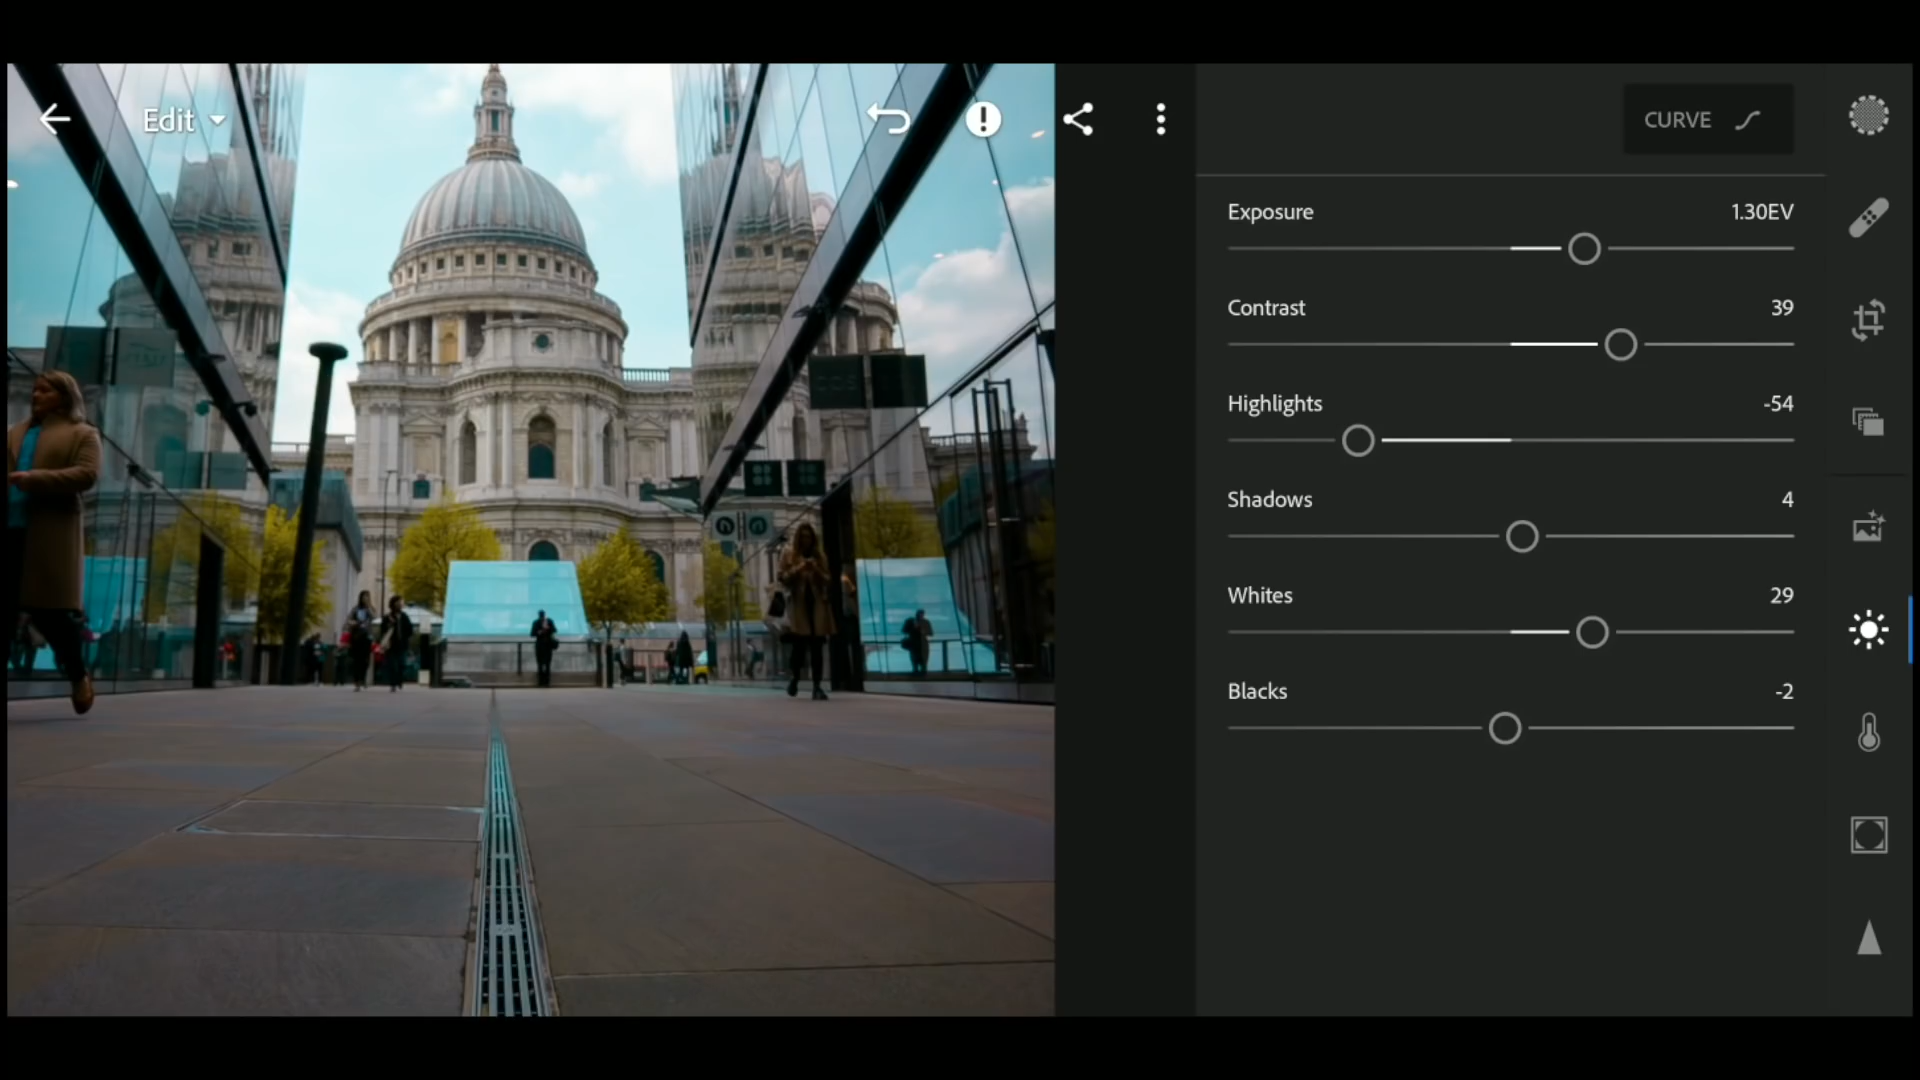 Edit
CURVE
Exposure 1.30EV
Contrast 39
Highlights -54
Shadows 4
Whites 29
Blacks -2